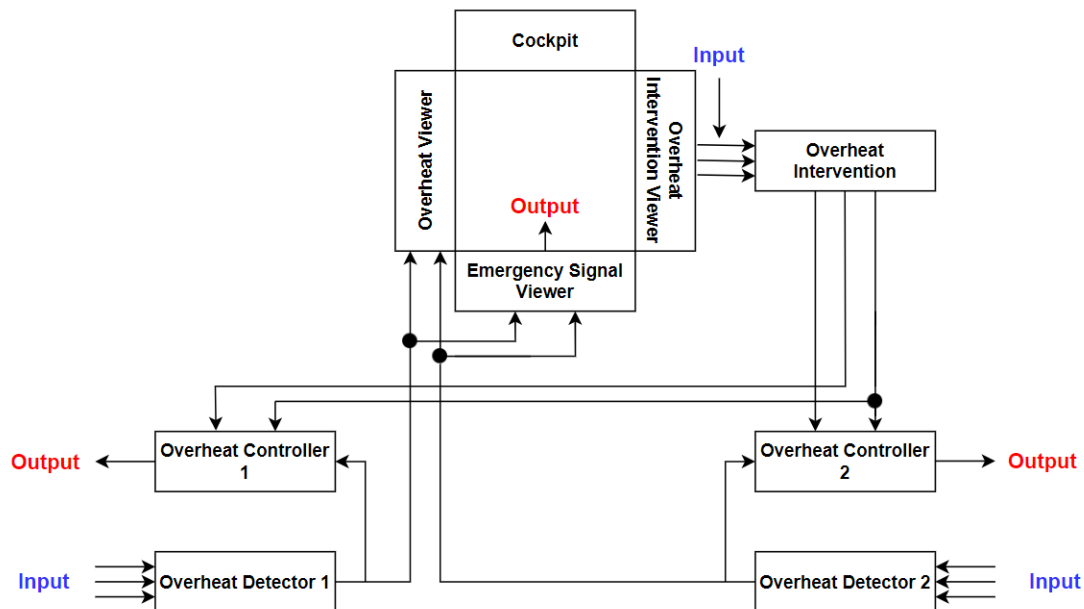 Cockpit
Input
Overheat Viewer
Overheat
Intervention Viewer
Overheat
Intervention
Output
Emergency Signal
Viewer
Overheat Controller
1
Output
Overheat Controller
2
Output
Input
Overheat Detector 1
Overheat Detector 2
Input